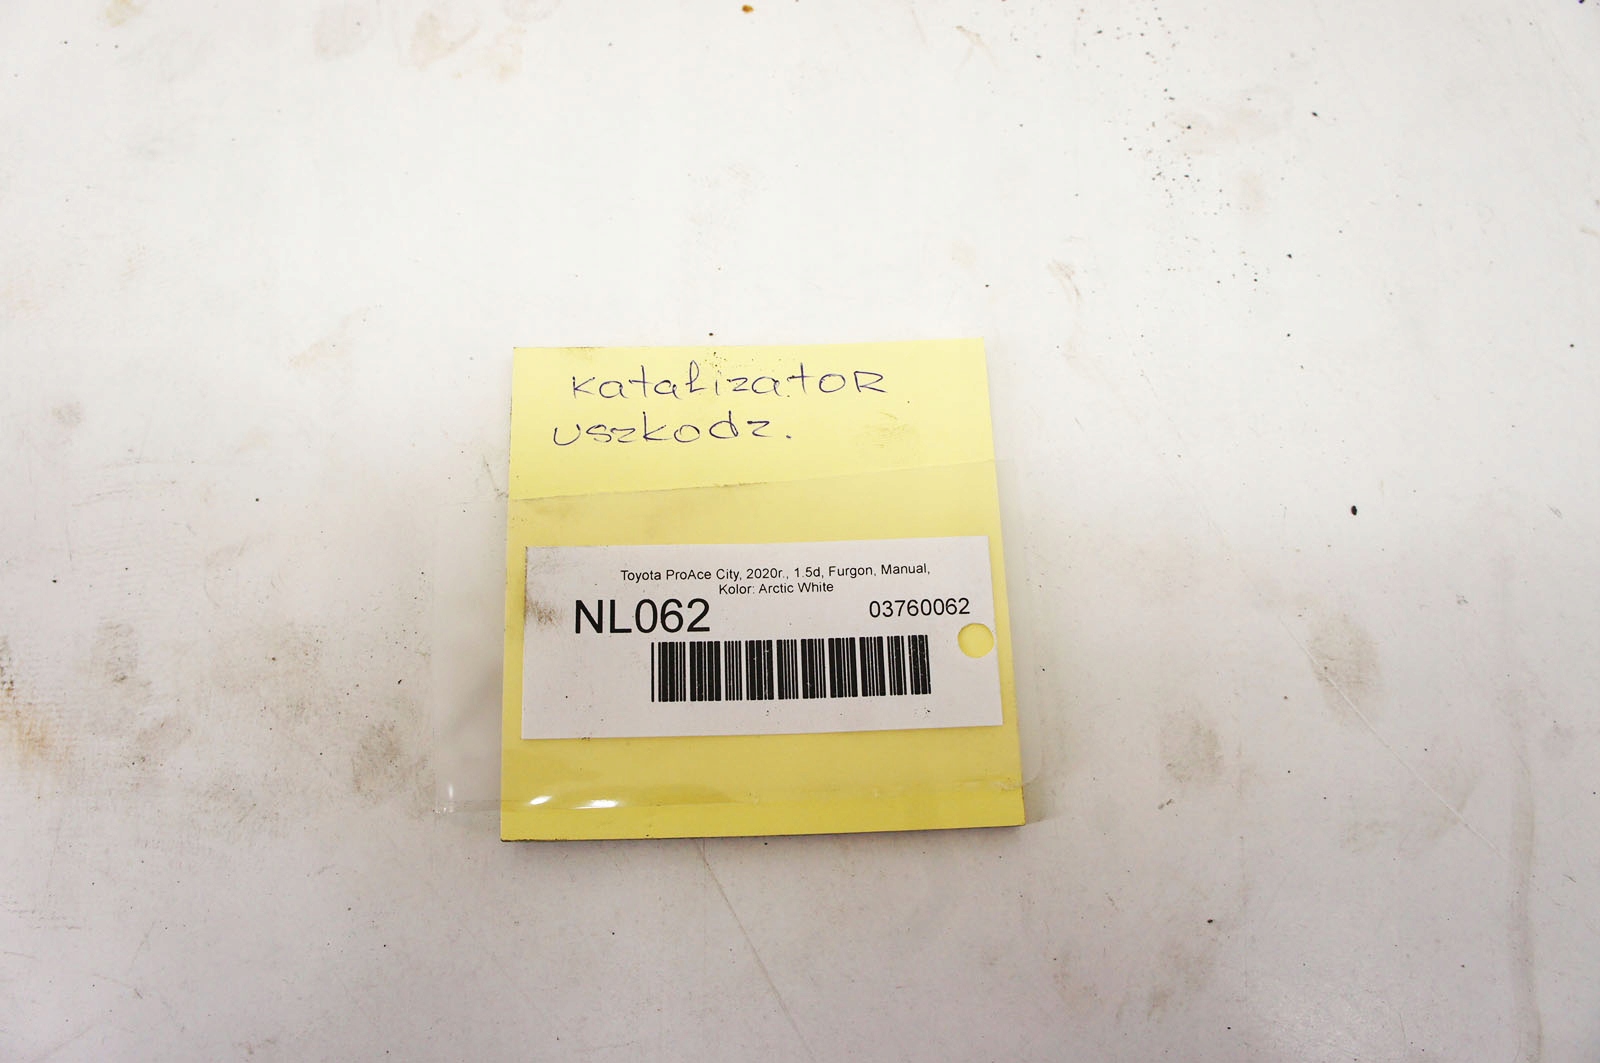 katalizator
uszkodz.
Toyota ProAce City, 2020r., 1.5d, Furgon, Manual,
Kolor: Arctic White
NL062
03760062